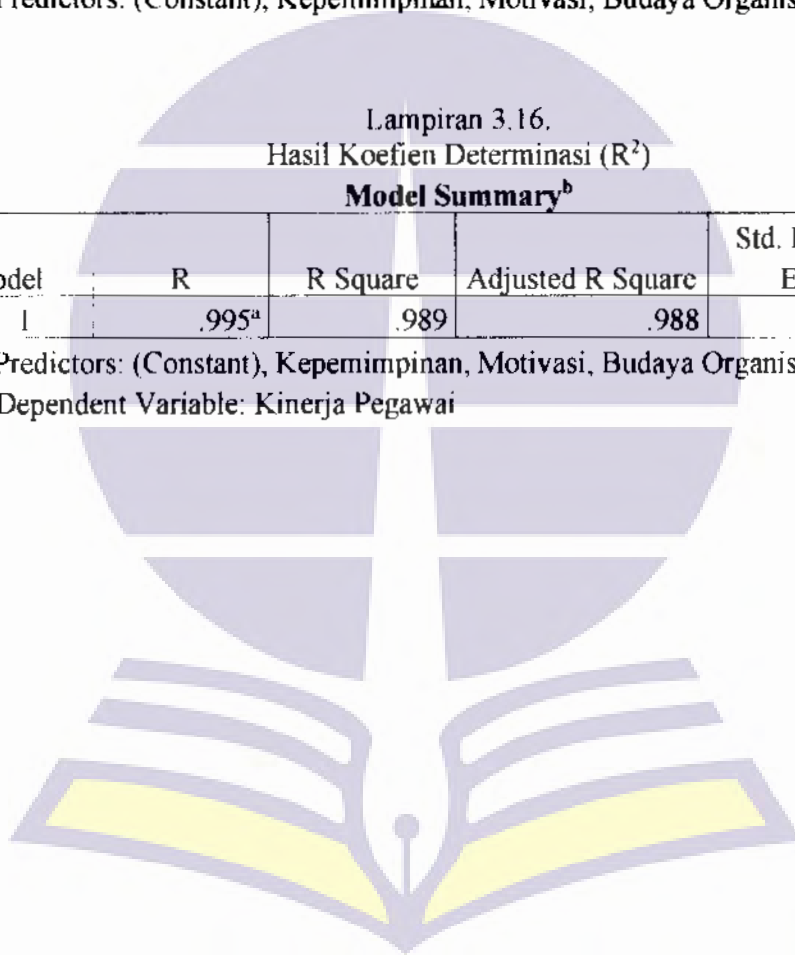 Predictors: (Constant), Kepemimpinan, Motivasi, Budaya Organis
Lampiran 3.16.
Hasil Koefien Determinasi (R²)
Model Summaryᵇ
odel R R Square Adjusted R Square Std.
1 .995ᵃ .989 .988
Predictors: (Constant), Kepemimpinan, Motivasi, Budaya Organis
Dependent Variable: Kinerja Pegawai